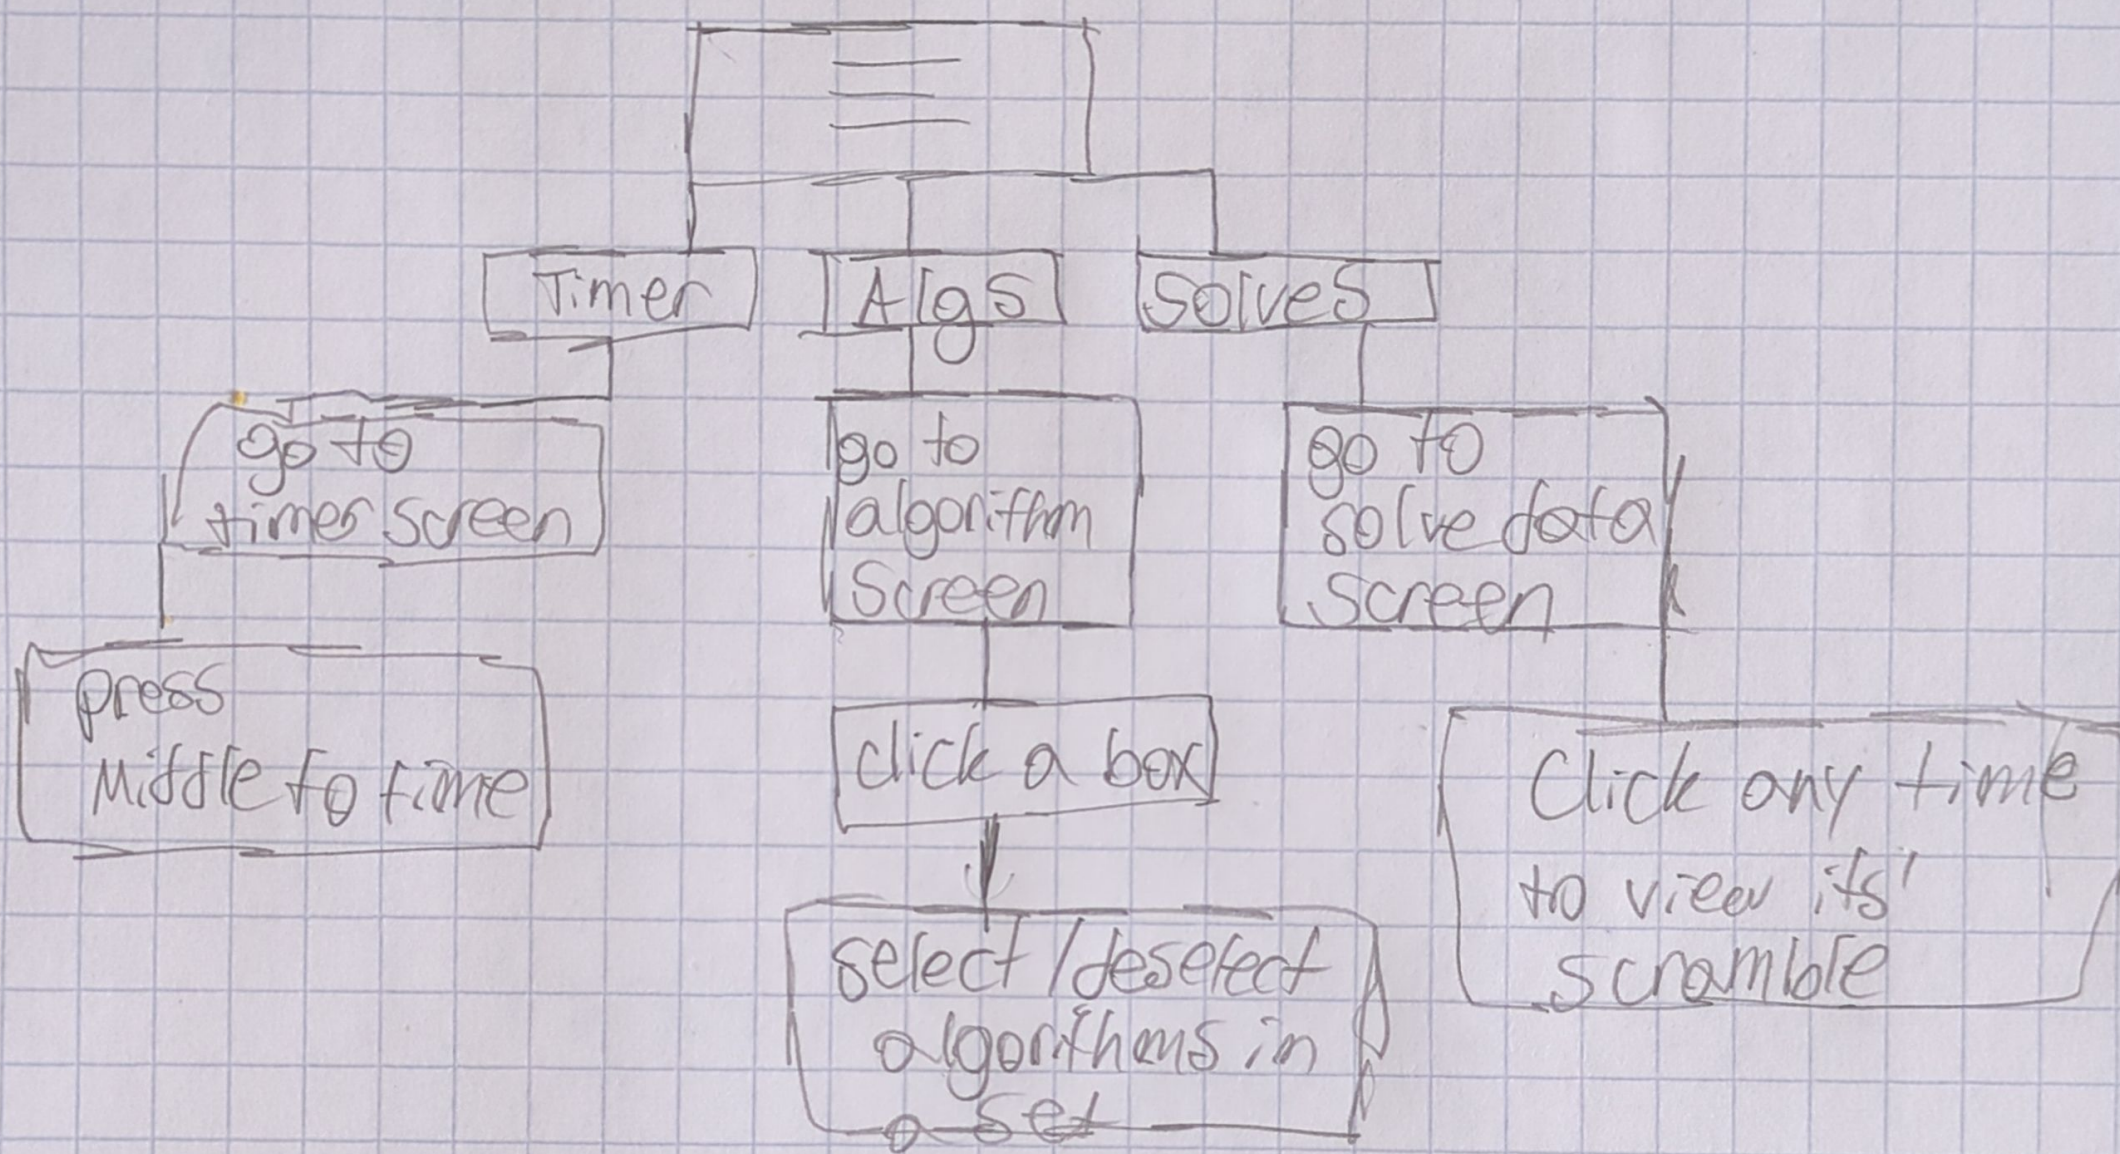 Timer
Algs
Solves
go to
timer screen
go to
algorithm
screen
go to
solve data
screen
press
Middle to time
click a box
Click any time
to view its'
scramble
select/deselect
algorithms in
a set